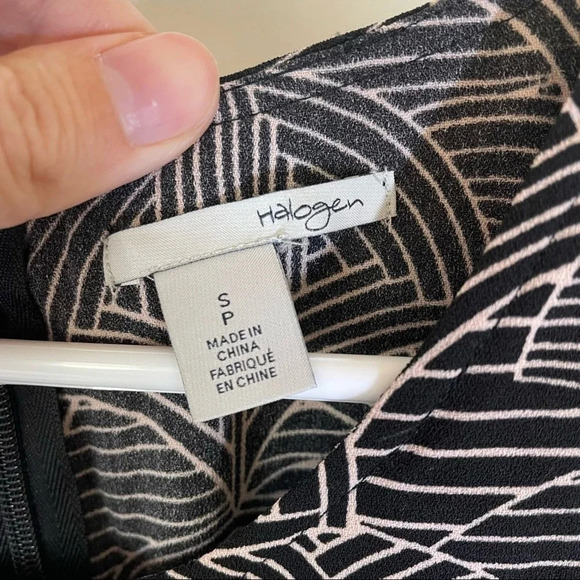 Halogen
S
P
MADE IN
CHINA
FABRIQUÉ
EN CHINE